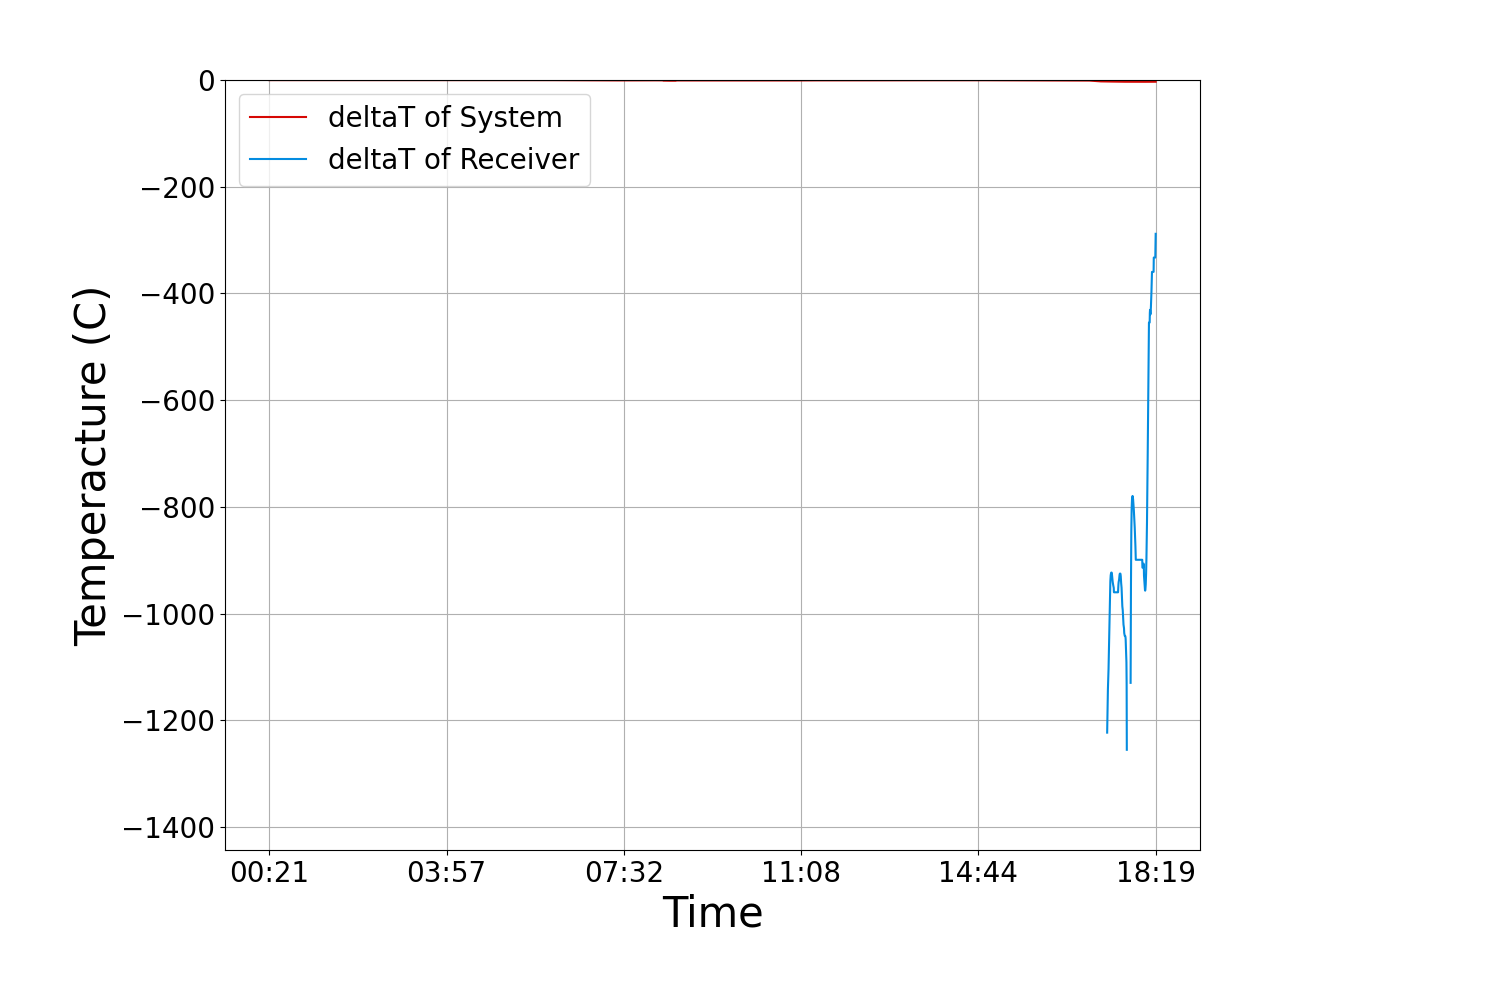 0
deltaT of System
deltaT of Receiver
−200
−400
−600
−800
−1000
−1200
−1400
Temperacture (C)
00:21 03:57 07:32 11:08 14:44 18:19
Time